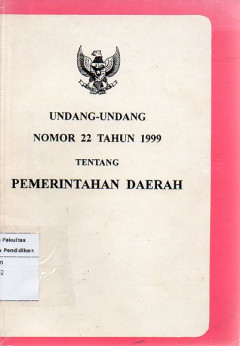 UNDANG-UNDANG
NOMOR 22 TAHUN 1999
TENTANG
PEMERINTAHAN DAERAH
Fakultas
Pendidikan